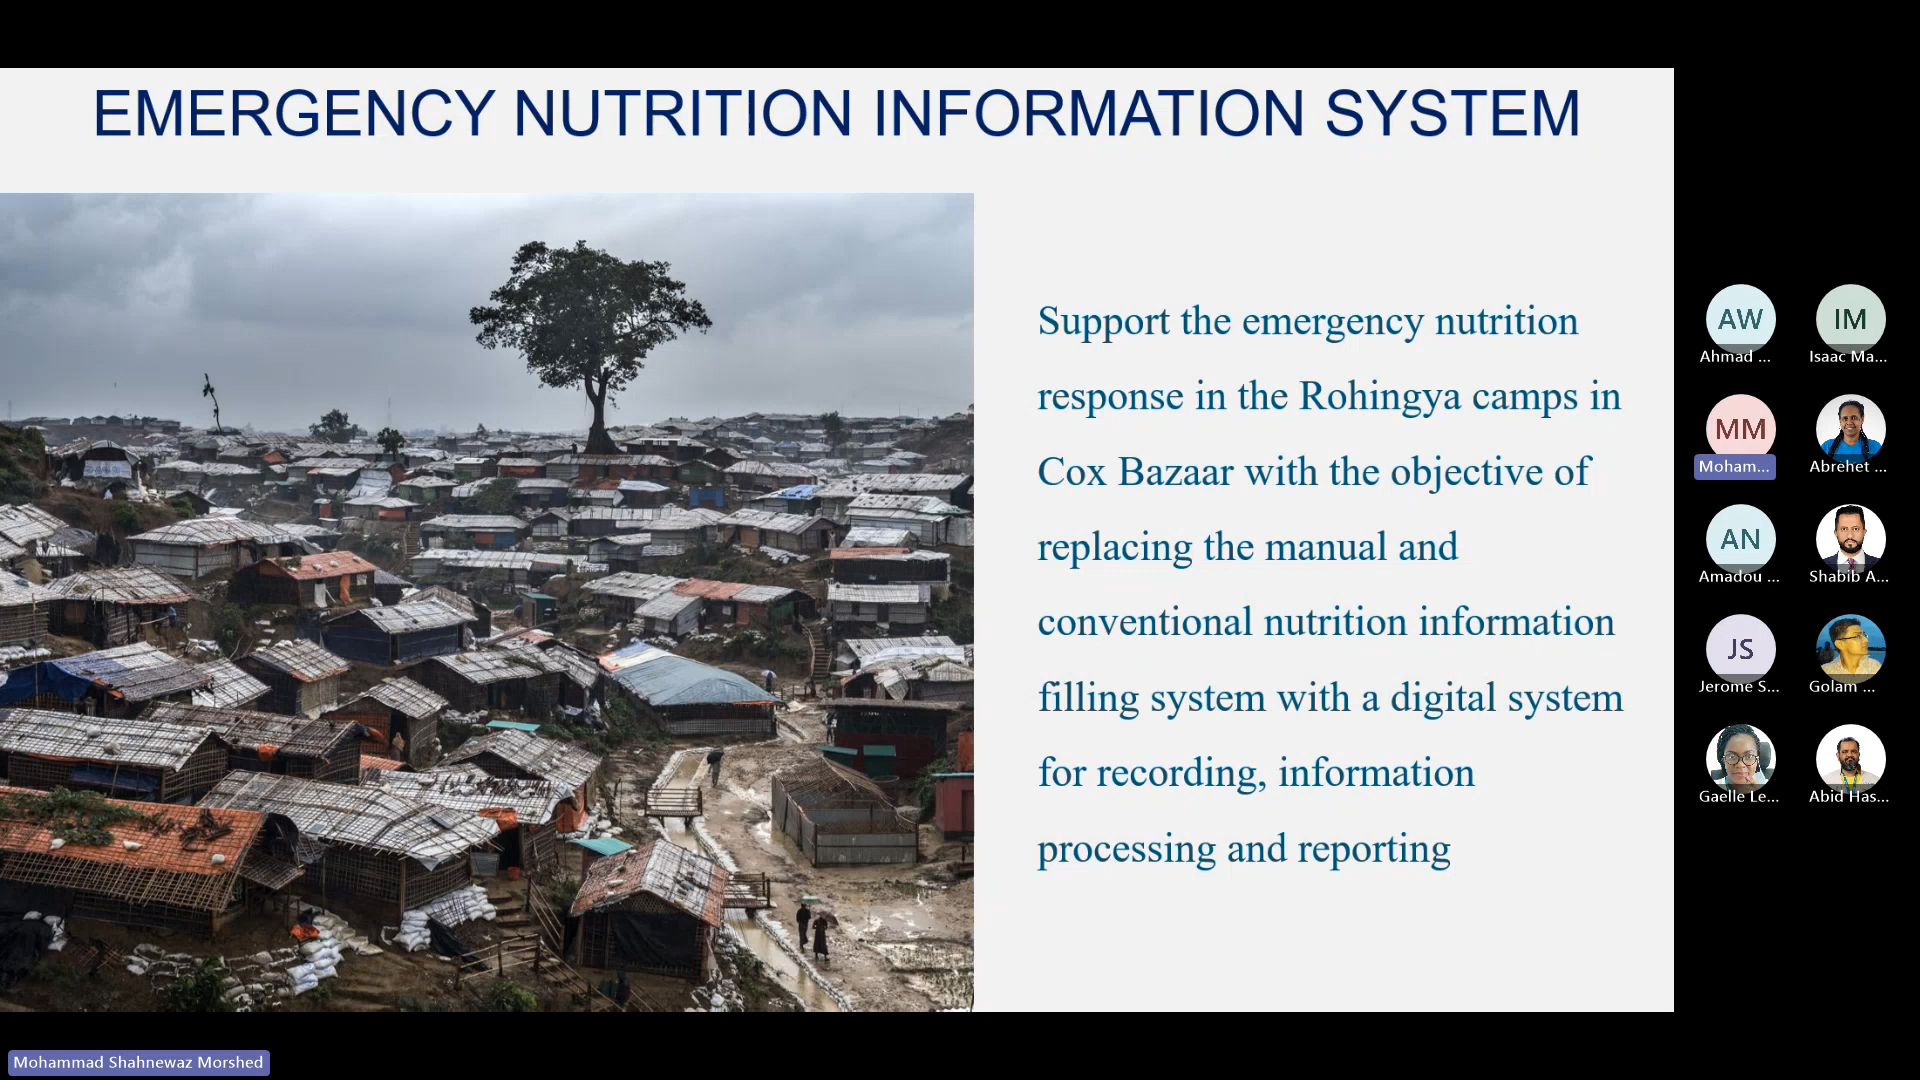 EMERGENCY NUTRITION INFORMATION SYSTEM
Support the emergency nutrition
response in the Rohingya camps in
Cox Bazaar with the objective of
replacing the manual and
conventional nutrition information
filling system with a digital system
for recording, information
processing and reporting
AW
Ahmad ...
IM
Isaac Ma...
MM
Moham...
Abrehet ...
AN
Amadou ...
Shabib A...
JS
Jerome S...
Golam ...
Gaelle Le...
Abid Has...
Mohammad Shahnewaz Morshed